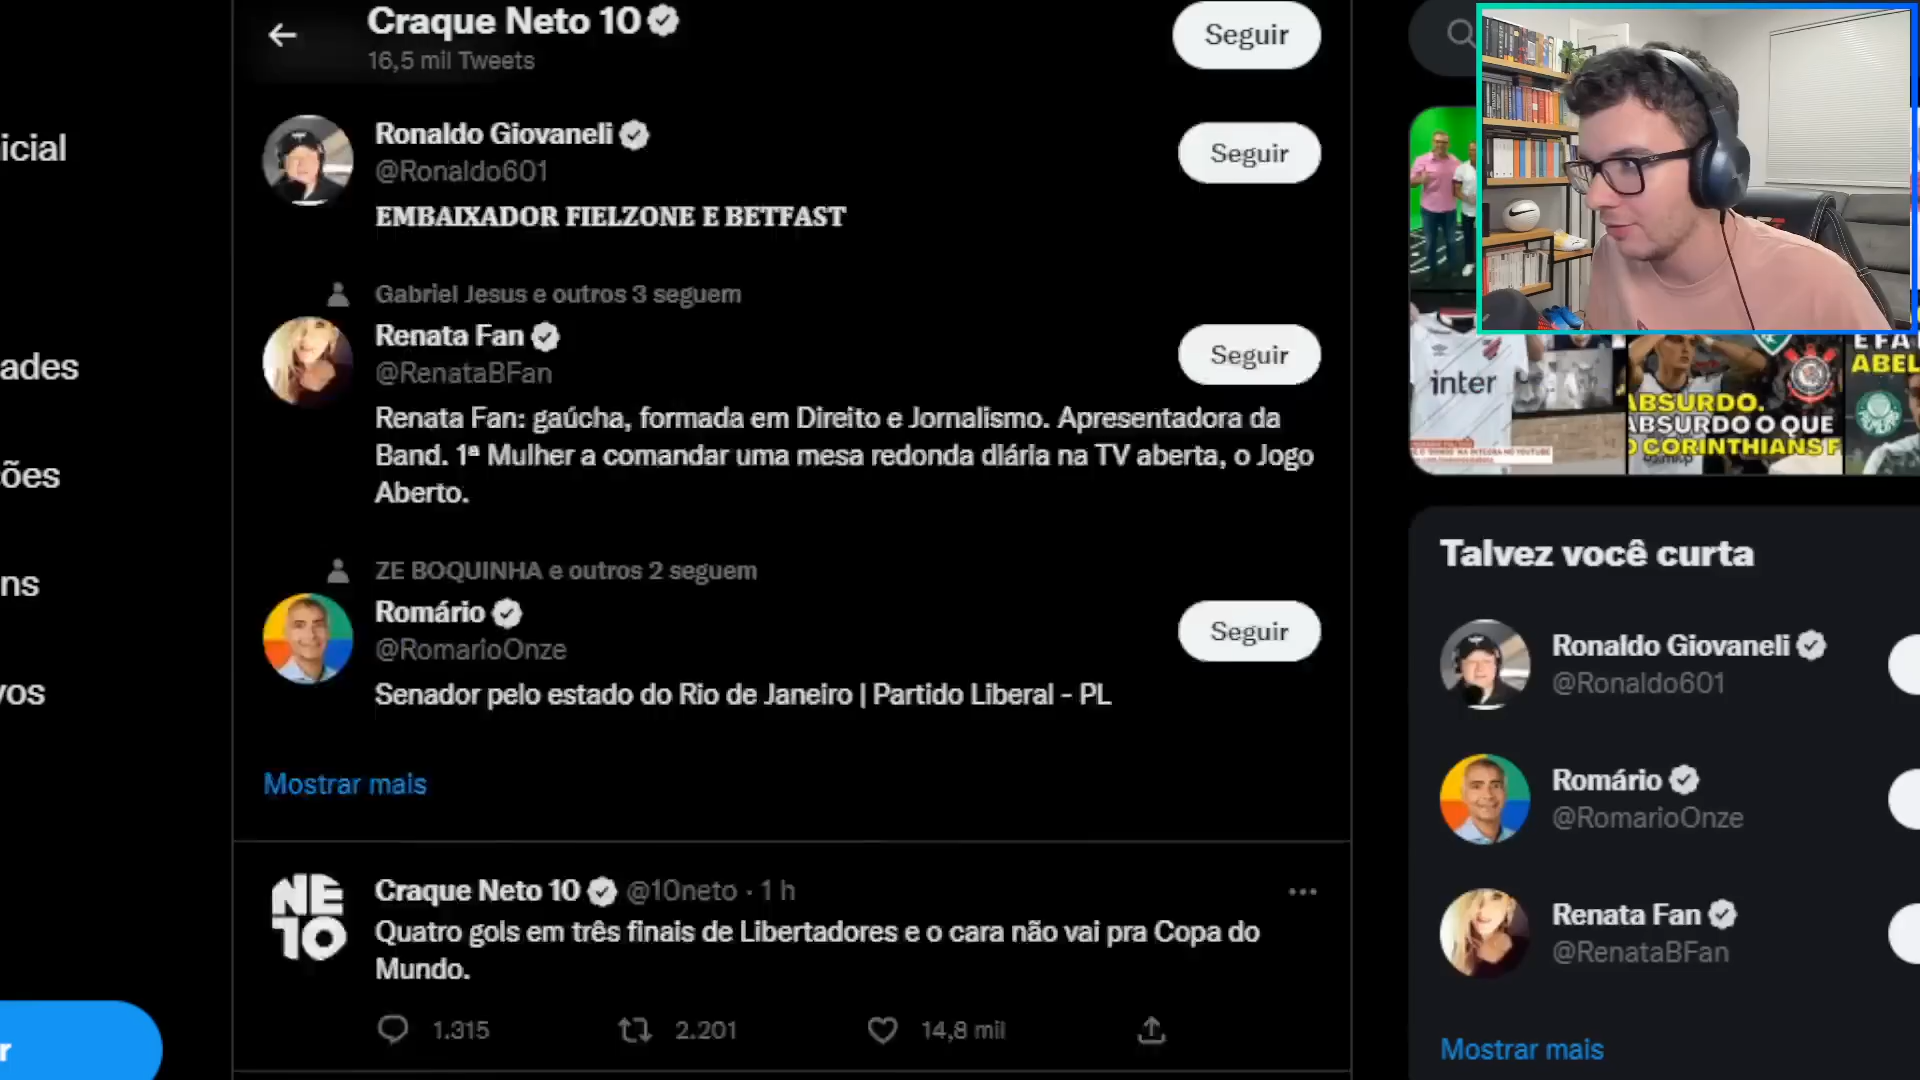 Craque Neto 10
16,5 mil Tweets
Seguir
icial
ades
ões
ns
vos
r
Ronaldo Giovaneli
@Ronaldo601
EMBAIXADOR FIELZONE E BETFAST
Seguir
Gabriel Jesus e outros 3 seguem
Renata Fan
@RenataBFan
Seguir
Renata Fan: gaúcha, formada em Direito e Jornalismo. Apresentadora da
Band. 1ª Mulher a comandar uma mesa redonda diária na TV aberta, o Jogo
Aberto.
ZE BOQUINHA e outros 2 seguem
Romário
@RomarioOnze
Seguir
Senador pelo estado do Rio de Janeiro | Partido Liberal - PL
Mostrar mais
NE
10
Craque Neto 10 @10neto · 1 h
Quatro gols em três finais de Libertadores e o cara não vai pra Copa do
Mundo.
1.315 2.201 14,8 mil
inter
ABSURDO.
ABSURDO O QUE
O CORINTHIANS F
E FA
ABEL
Talvez você curta
Ronaldo Giovaneli
@Ronaldo601
Romário
@RomarioOnze
Renata Fan
@RenataBFan
Mostrar mais